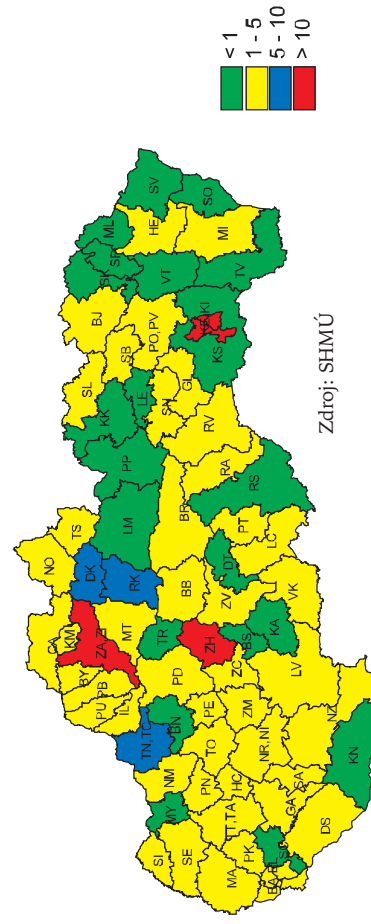 NO
CA
TS
KM
BY
ZA,ZI
DK
SL
BJ
SK
ML
SV
PU
PB
IL
MT
RK
LM
PP
KK
LE
SB
SP
HE
SO
TN,TC
BN
PD
TR
BB
BR
SN
GL
PO,PV
VT
MI
MY
NM
SI
SE
PN
TO
PE
ZH
ZV
DT
RA
RV
KS
KI
TV
MA
PK
TT,TA
HC
ZM
ZC
BS
KA
PT
LC
RS
NR,NI
LV
VK
GA
SA
SC
DS
NZ
KN
Zdroj: SHMÚ
< 1
1 - 5
5 - 10
> 10